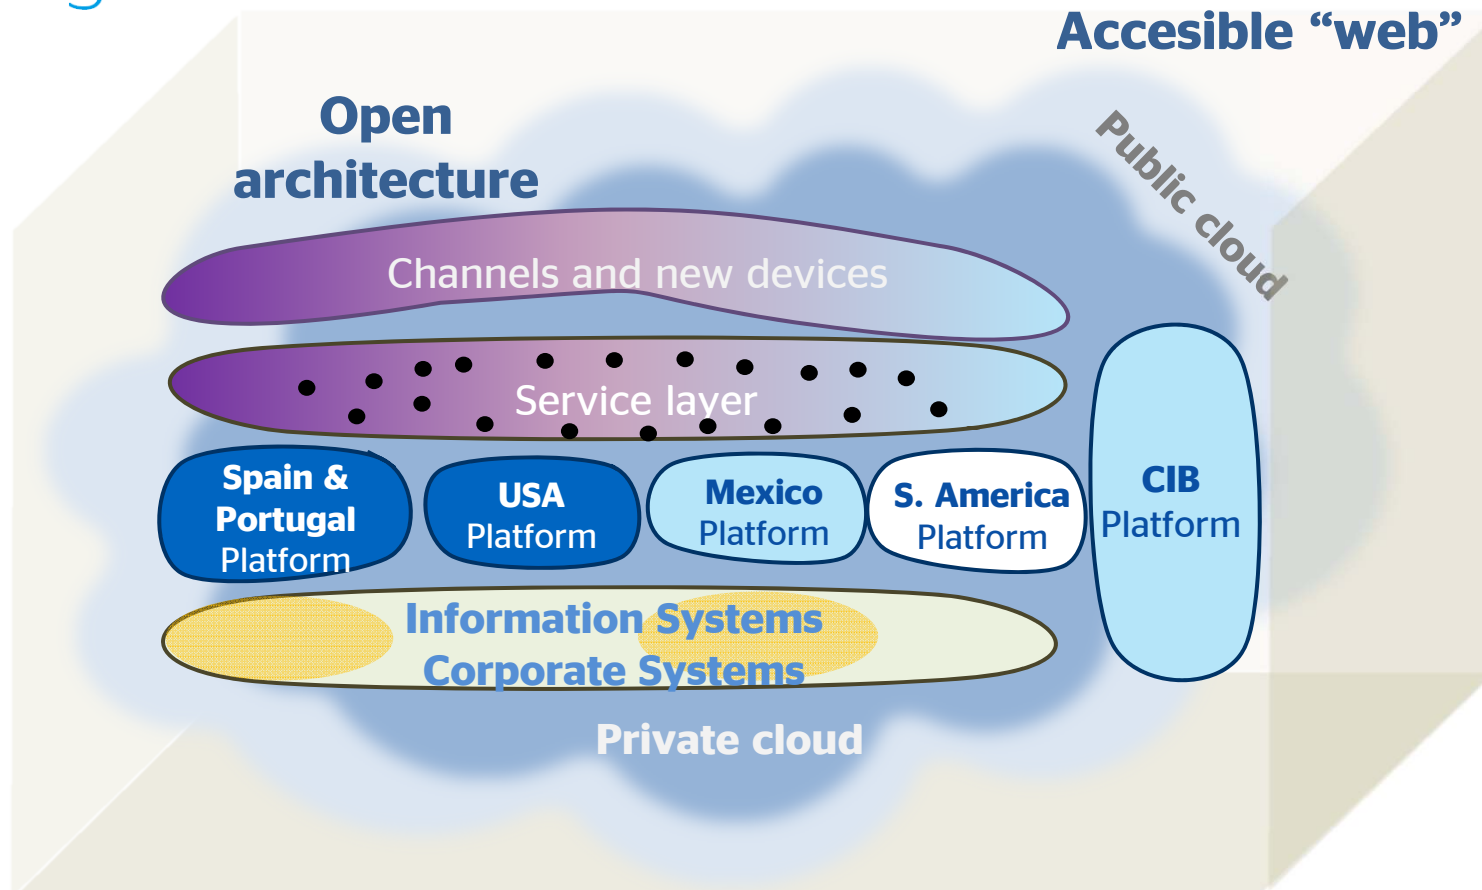 Accesible “web”
Open
architecture
Public cloud
Channels and new devices
Service layer
Spain &
Portugal
Platform
USA
Platform
Mexico
Platform
S. America
Platform
CIB
Platform
Information Systems
Corporate Systems
Private cloud